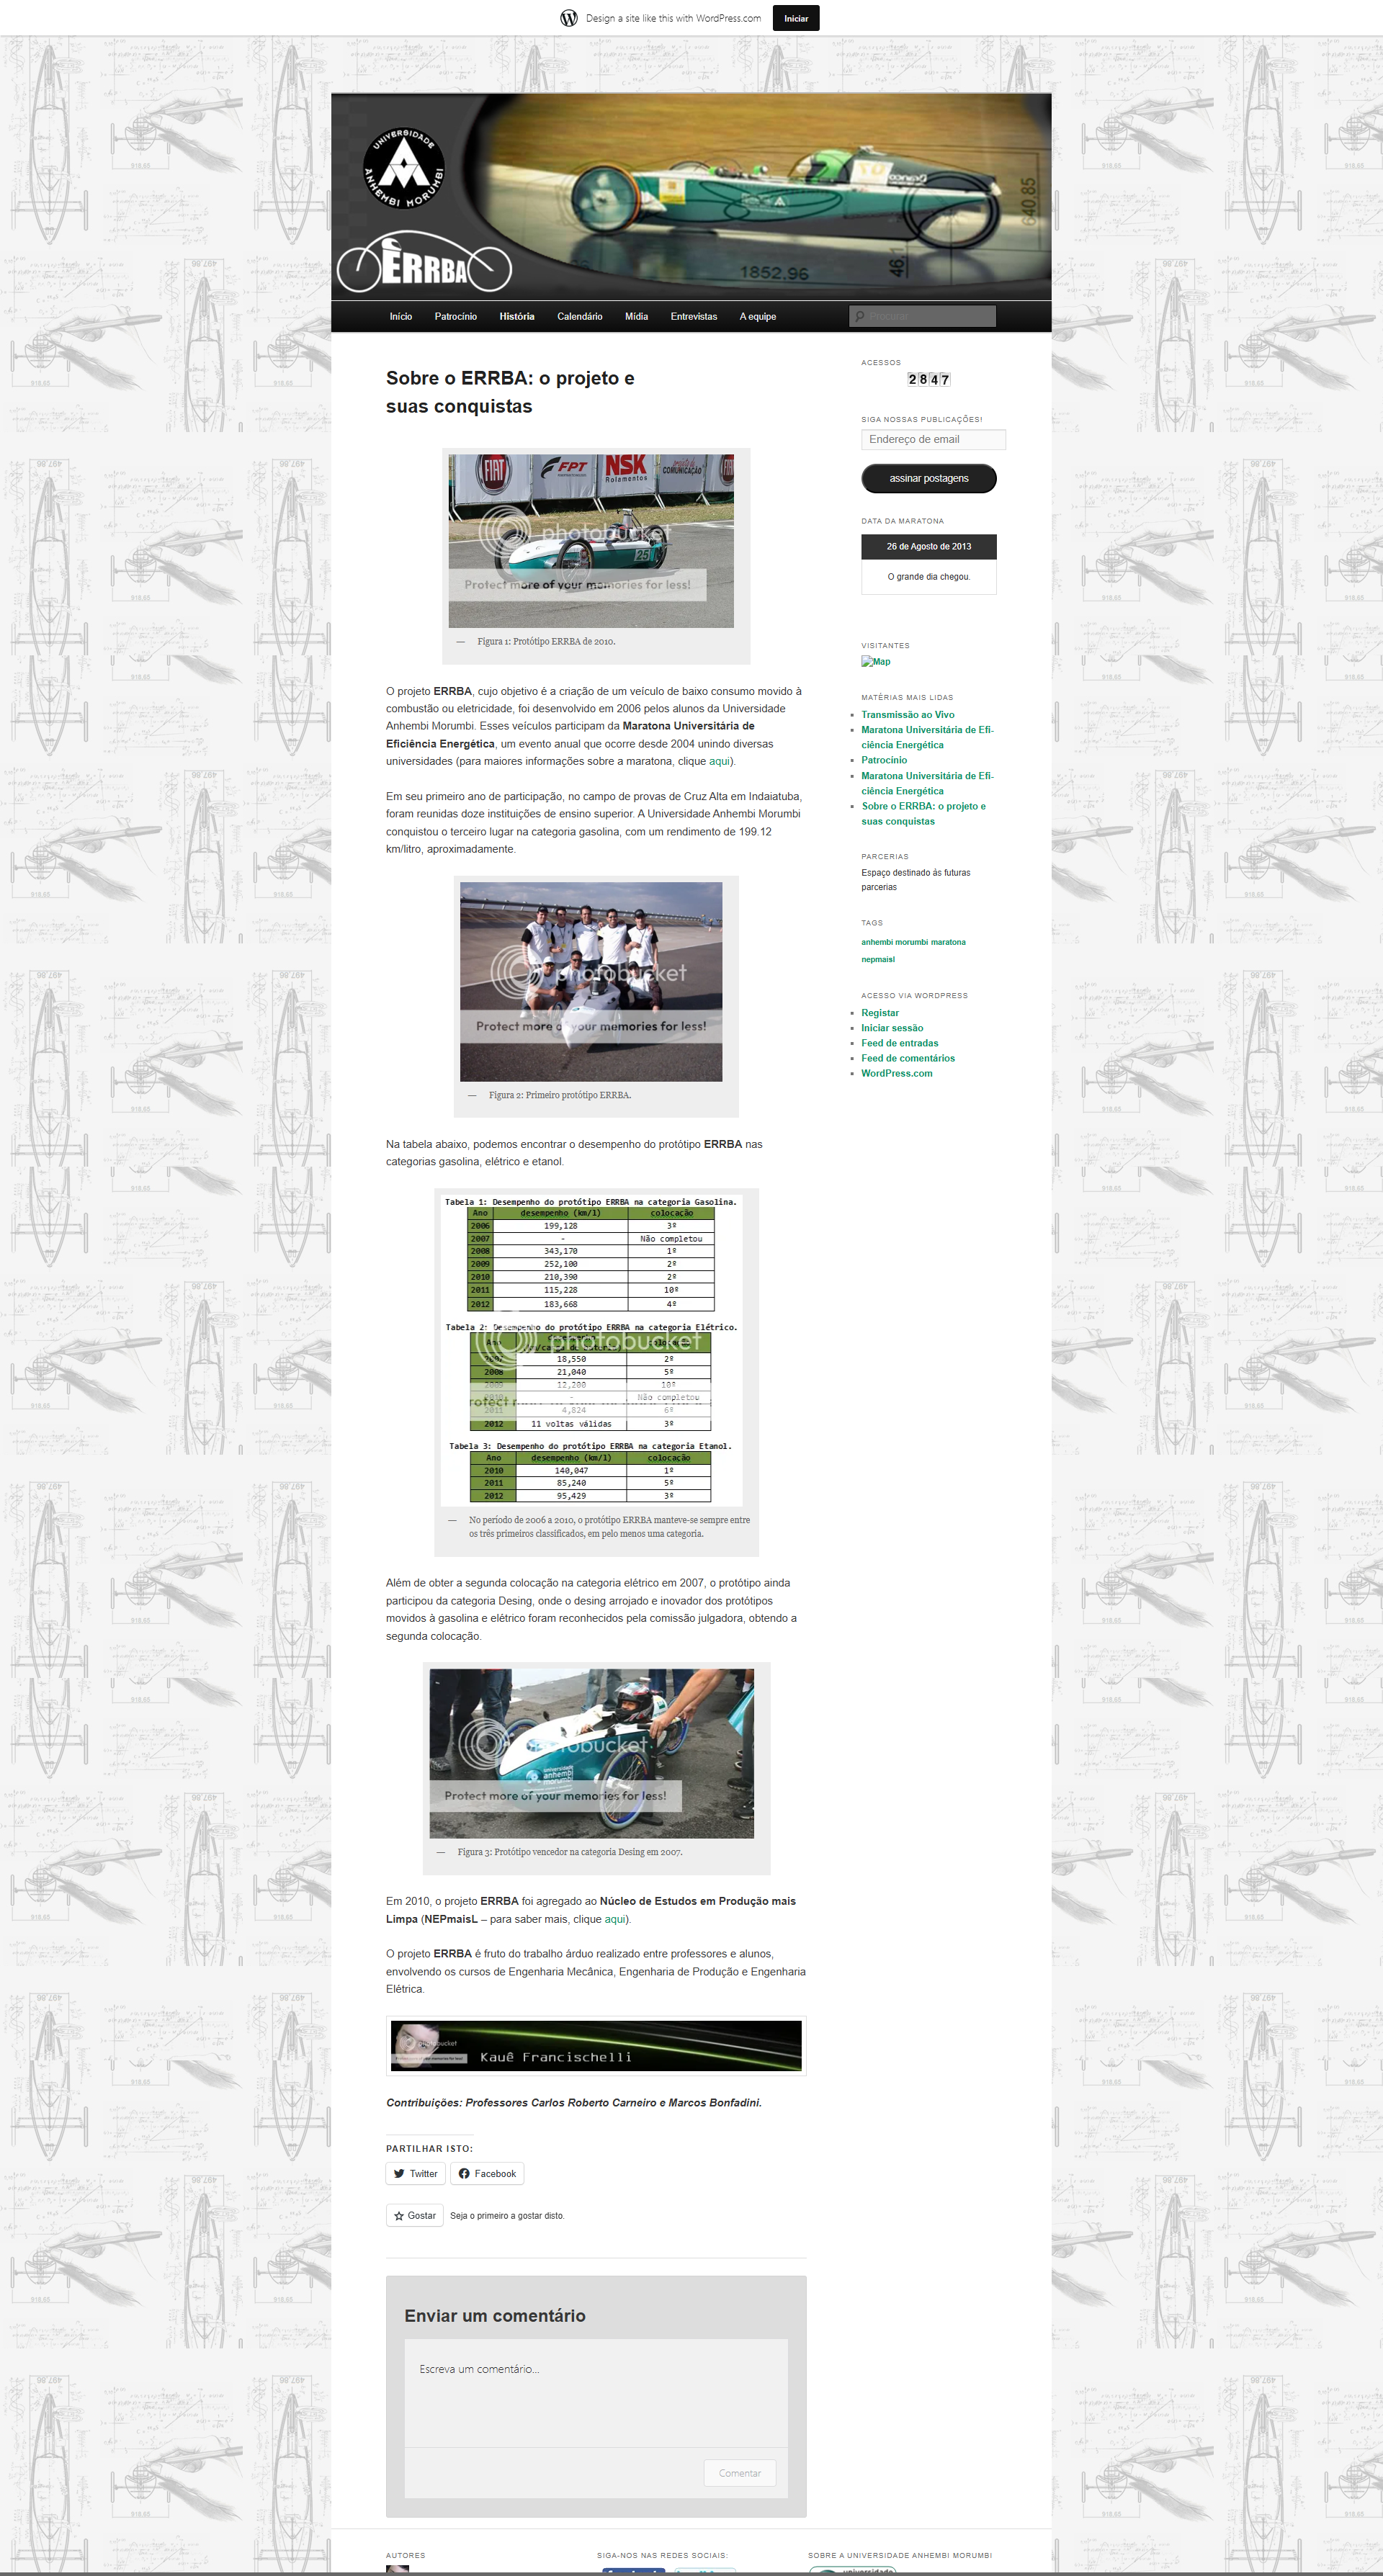 Design a site like this with WordPress.com
Iniciar
UNIVERSIDADE
ANHEMBI MORUMBI
ERRBA
1852.96
46
640.85
Início Patrocínio História Calendário Mídia Entrevistas A equipe
Procurar
Sobre o ERRBA: o projeto e
suas conquistas
FIAT FPT NSK
Rolamentos
COMUNICAÇÃO
photobucket
25
Protect more of your memories for less!
— Figura 1: Protótipo ERRBA de 2010.
O projeto ERRBA, cujo objetivo é a criação de um veículo de baixo consumo movido à
combustão ou eletricidade, foi desenvolvido em 2006 pelos alunos da Universidade
Anhembi Morumbi. Esses veículos participam da Maratona Universitária de
Eficiência Energética, um evento anual que ocorre desde 2004 unindo diversas
universidades (para maiores informações sobre a maratona, clique aqui).
Em seu primeiro ano de participação, no campo de provas de Cruz Alta em Indaiatuba,
foram reunidas doze instituições de ensino superior. A Universidade Anhembi Morumbi
conquistou o terceiro lugar na categoria gasolina, com um rendimento de 199.12
km/litro, aproximadamente.
photobucket
Protect more of your memories for less!
— Figura 2: Primeiro protótipo ERRBA.
Na tabela abaixo, podemos encontrar o desempenho do protótipo ERRBA nas
categorias gasolina, elétrico e etanol.
Tabela 1: Desempenho do protótipo ERRBA na categoria Gasolina.
Ano desempenho (km/l) colocação
2006 199,128 3º
2007 - Não completou
2008 343,170 1º
2009 252,100 2º
2010 210,390 2º
2011 115,228 10º
2012 183,668 4º
Tabela 2: Desempenho do protótipo ERRBA na categoria Elétrico.
photobucket
2007 18,550 2º
2008 21,040 5º
2009 12,200 10º
2010 - Não completou
2011 4,824 6º
2012 11 voltas válidas 3º
Tabela 3: Desempenho do protótipo ERRBA na categoria Etanol.
Ano desempenho (km/l) colocação
2010 140,047 1º
2011 85,240 5º
2012 95,429 3º
— No período de 2006 a 2010, o protótipo ERRBA manteve-se sempre entre
os três primeiros classificados, em pelo menos uma categoria.
Além de obter a segunda colocação na categoria elétrico em 2007, o protótipo ainda
participou da categoria Desing, onde o desing arrojado e inovador dos protótipos
movidos à gasolina e elétrico foram reconhecidos pela comissão julgadora, obtendo a
segunda colocação.
photobucket
universidade
anhembi
morumbi
Protect more of your memories for less!
— Figura 3: Protótipo vencedor na categoria Desing em 2007.
Em 2010, o projeto ERRBA foi agregado ao Núcleo de Estudos em Produção mais
Limpa (NEPmaisL – para saber mais, clique aqui).
O projeto ERRBA é fruto do trabalho árduo realizado entre professores e alunos,
envolvendo os cursos de Engenharia Mecânica, Engenharia de Produção e Engenharia
Elétrica.
photobucket
Kauê Francischelli
Contribuições: Professores Carlos Roberto Carneiro e Marcos Bonfadini.
PARTILHAR ISTO:
Twitter Facebook
Gostar Seja o primeiro a gostar disto.
Enviar um comentário
Escreva um comentário...
Comentar
ACESSOS
2847
SIGA NOSSAS PUBLICAÇÕES!
Endereço de email
assinar postagens
DATA DA MARATONA
26 de Agosto de 2013
O grande dia chegou.
VISITANTES
Map
MATÉRIAS MAIS LIDAS
Transmissão ao Vivo
Maratona Universitária de Efi-
ciência Energética
Patrocínio
Maratona Universitária de Efi-
ciência Energética
Sobre o ERRBA: o projeto e
suas conquistas
PARCERIAS
Espaço destinado às futuras
parcerias
TAGS
anhembi morumbi maratona
nepmaisl
ACESSO VIA WORDPRESS
Registar
Iniciar sessão
Feed de entradas
Feed de comentários
WordPress.com
AUTORES
SIGA-NOS NAS REDES SOCIAIS:
SOBRE A UNIVERSIDADE ANHEMBI MORUMBI